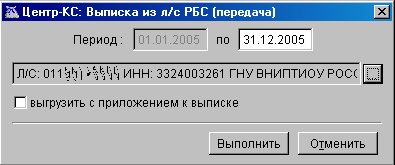 Центр-КС: Выписка из л/с РБС (передача)
Период : 01.01.2005 по 31.12.2005
Л/С: 011 ИНН: 3324003261 ГНУ ВНИПТИОУ РОСС
выгрузить с приложением к выписке
Выполнить Отменить